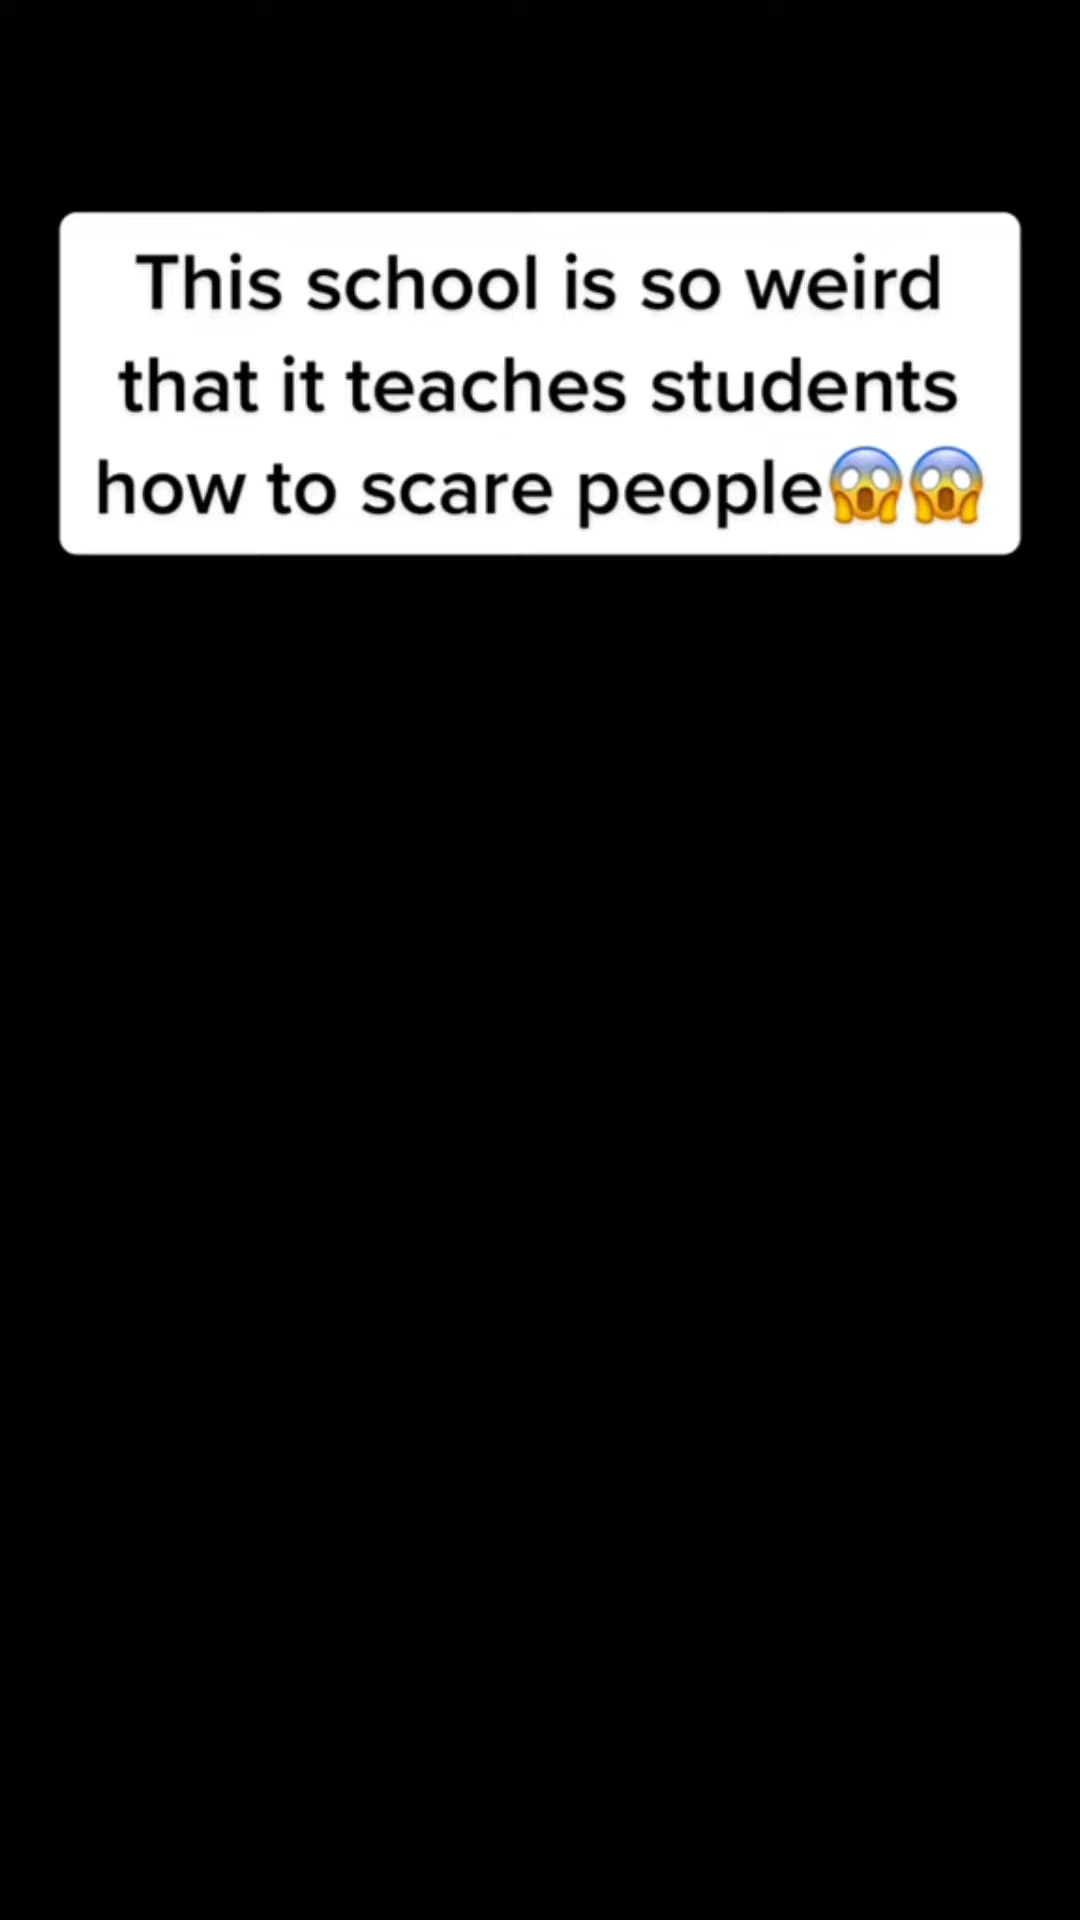 This school is so weird
that it teaches students
how to scare people😱😱